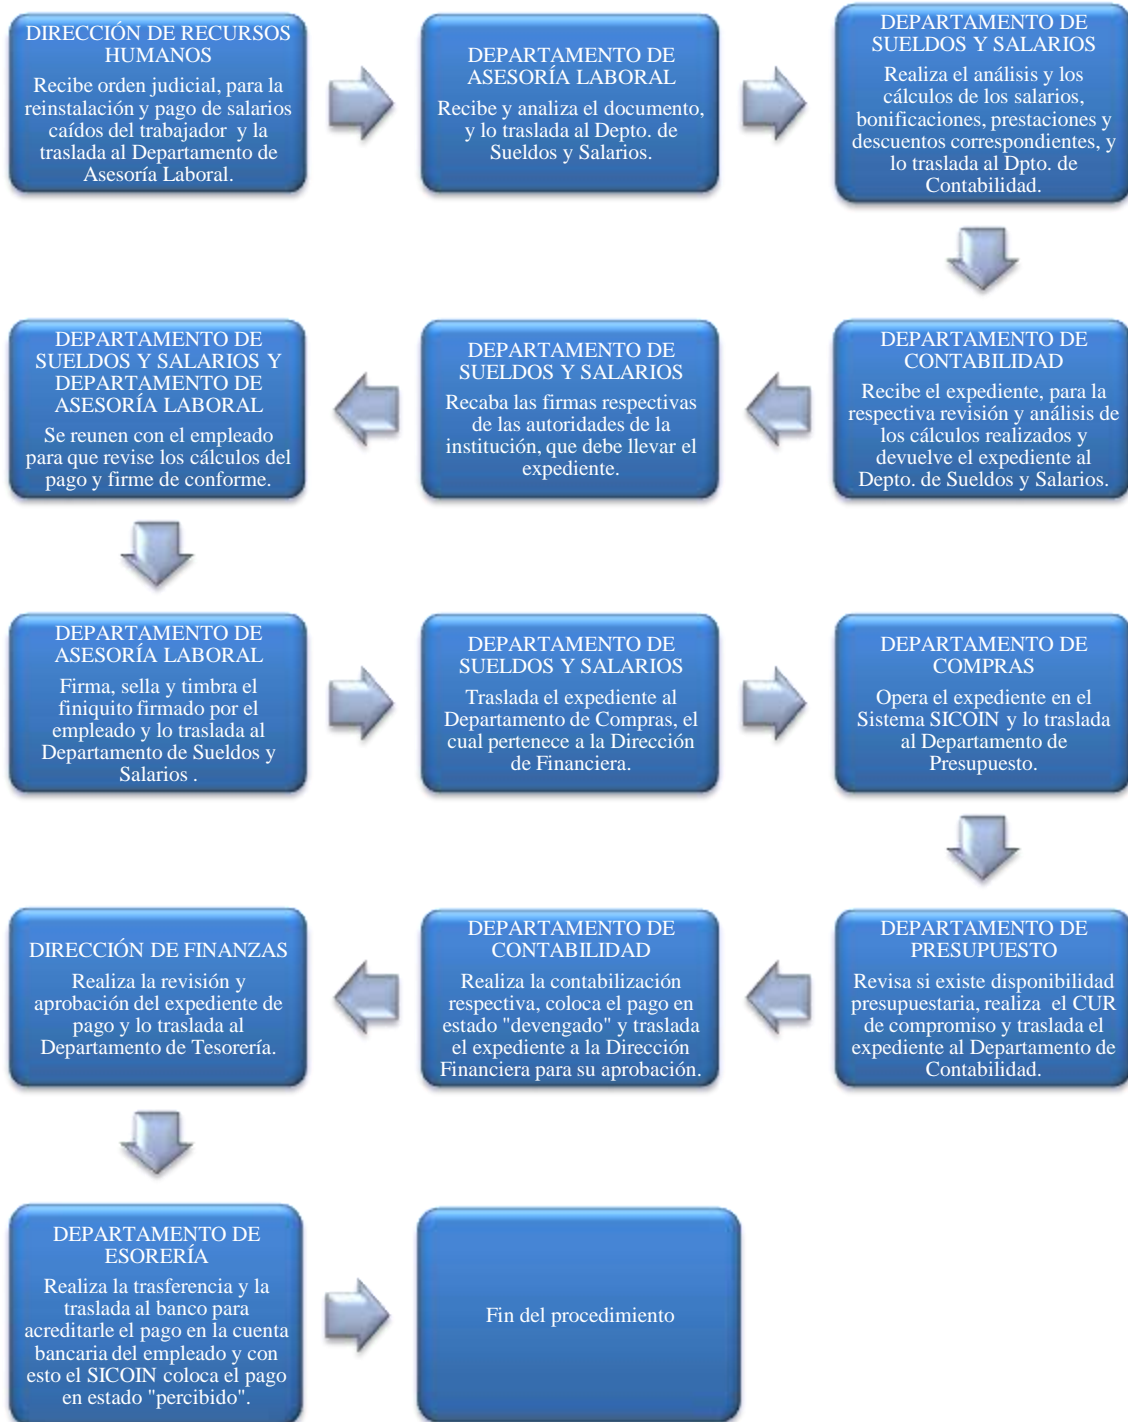 DIRECCIÓN DE RECURSOS
HUMANOS
Recibe orden judicial, para la
reinstalación y pago de salarios
caídos del trabajador y la
traslada al Departamento de
Asesoría Laboral.
DEPARTAMENTO DE
ASESORÍA LABORAL
Recibe y analiza el documento,
y lo traslada al Depto. de
Sueldos y Salarios.
DEPARTAMENTO DE
SUELDOS Y SALARIOS
Realiza el análisis y los
cálculos de los salarios,
bonificaciones, prestaciones y
descuentos correspondientes, y
lo traslada al Dpto. de
Contabilidad.
DEPARTAMENTO DE
CONTABILIDAD
Recibe el expediente, para la
respectiva revisión y análisis de
los cálculos realizados y
devuelve el expediente al
Depto. de Sueldos y Salarios.
DEPARTAMENTO DE
SUELDOS Y SALARIOS
Recaba las firmas respectivas
de las autoridades de la
institución, que debe llevar el
expediente.
DEPARTAMENTO DE
SUELDOS Y SALARIOS Y
DEPARTAMENTO DE
ASESORÍA LABORAL
Se reunen con el empleado
para que revise los cálculos del
pago y firme de conforme.
DEPARTAMENTO DE
ASESORÍA LABORAL
Firma, sella y timbra el
finiquito firmado por el
empleado y lo traslada al
Departamento de Sueldos y
Salarios .
DEPARTAMENTO DE
SUELDOS Y SALARIOS
Traslada el expediente al
Departamento de Compras, el
cual pertenece a la Dirección
de Financiera.
DEPARTAMENTO DE
COMPRAS
Opera el expediente en el
Sistema SICOIN y lo traslada
al Departamento de
Presupuesto.
DEPARTAMENTO DE
PRESUPUESTO
Revisa si existe disponibilidad
presupuestaria, realiza el CUR
de compromiso y traslada el
expediente al Departamento de
Contabilidad.
DEPARTAMENTO DE
CONTABILIDAD
Realiza la contabilización
respectiva, coloca el pago en
estado "devengado" y traslada
el expediente a la Dirección
Financiera para su aprobación.
DIRECCIÓN DE FINANZAS
Realiza la revisión y
aprobación del expediente de
pago y lo traslada al
Departamento de Tesorería.
DEPARTAMENTO DE
ESORERÍA
Realiza la trasferencia y la
traslada al banco para
acreditarle el pago en la cuenta
bancaria del empleado y con
esto el SICOIN coloca el pago
en estado "percibido".
Fin del procedimiento